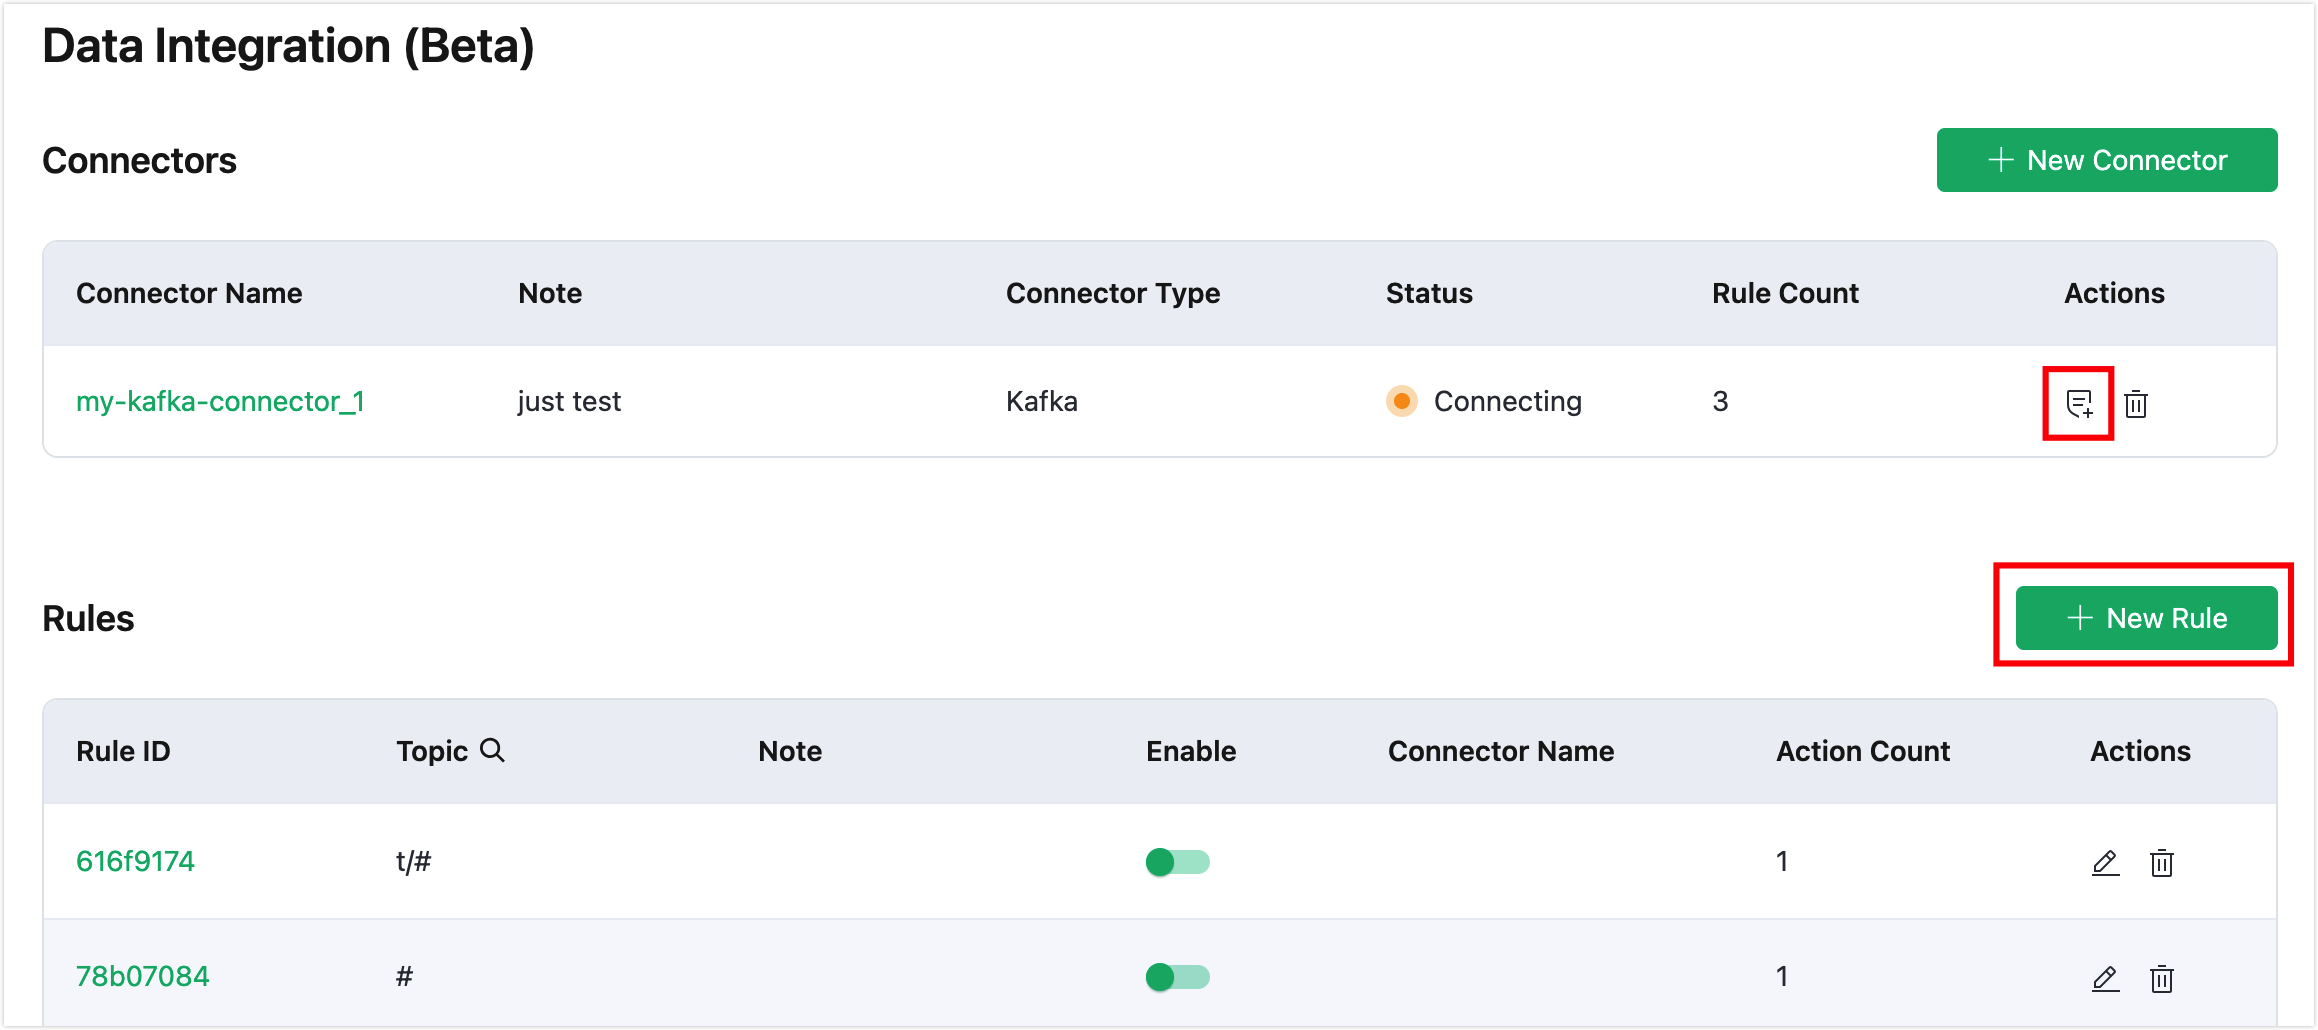 Data Integration (Beta)
Connectors
New Connector
Connector Name Note Connector Type Status Rule Count Actions
my-kafka-connector_1 just test Kafka Connecting 3
Rules
New Rule
Rule ID Topic Note Enable Connector Name Action Count Actions
616f9174 t/# 1
78b07084 # 1